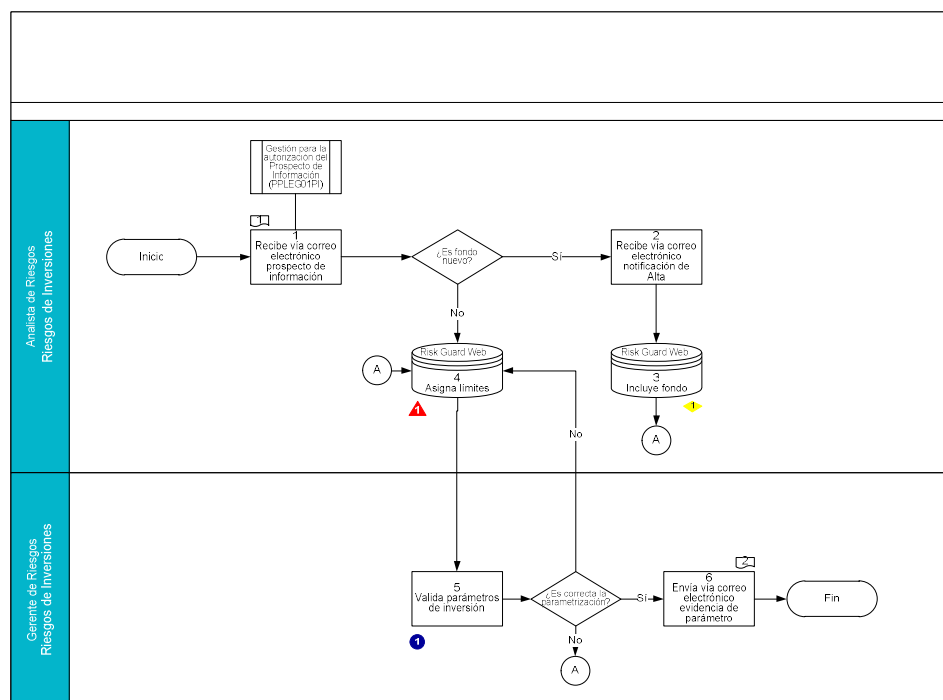 Analista de Riesgos
Riesgos de Inversiones
Gestión para la
autorización del
Prospecto de
Información
(PPLEG01PI)
1
Inicic
1
Recibe vía correo
electrónico
prospecto de
información
¿Es fondo
nuevo?
Sí
2
Recibe vía correo
electrónico
notificación de
Alta
No
A
Risk Guard Web
4
Asigna límites
1
Risk Guard Web
3
Incluye fondo
1
A
No
Gerente de Riesgos
Riesgos de Inversiones
5
Valida parámetros
de inversión
1
¿Es correcta la
parametrización?
Sí
2
6
Envía vía correo
electrónico
evidencia de
parámetro
Fin
No
A